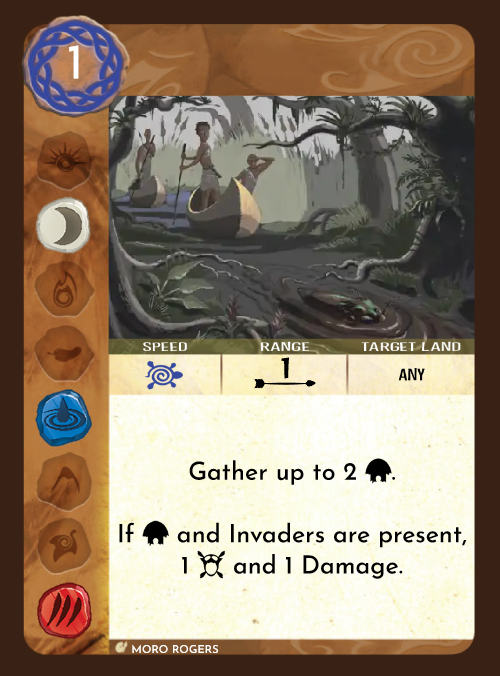 1
SPEED RANGE TARGET LAND
1 ANY
Gather up to 2 .
If and Invaders are present,
1 and 1 Damage.
MORO ROGERS